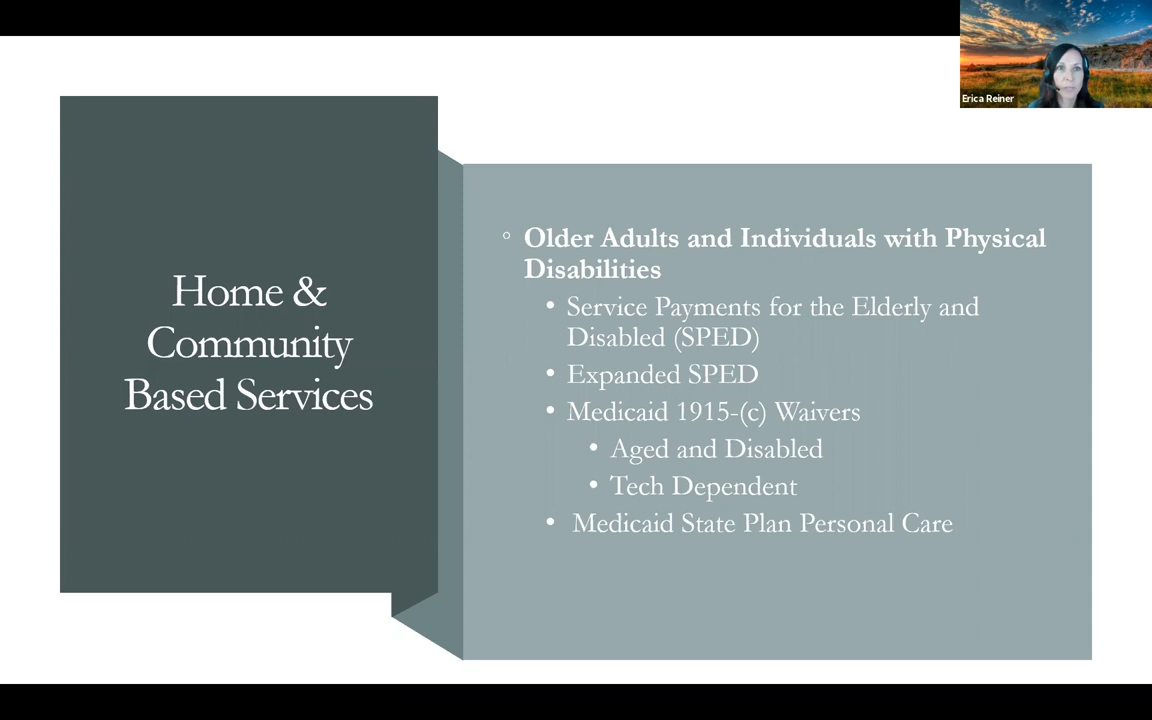 Erica Reiner
Home &
Community
Based Services
Older Adults and Individuals with Physical
Disabilities
Service Payments for the Elderly and
Disabled (SPED)
Expanded SPED
Medicaid 1915-(c) Waivers
Aged and Disabled
Tech Dependent
Medicaid State Plan Personal Care